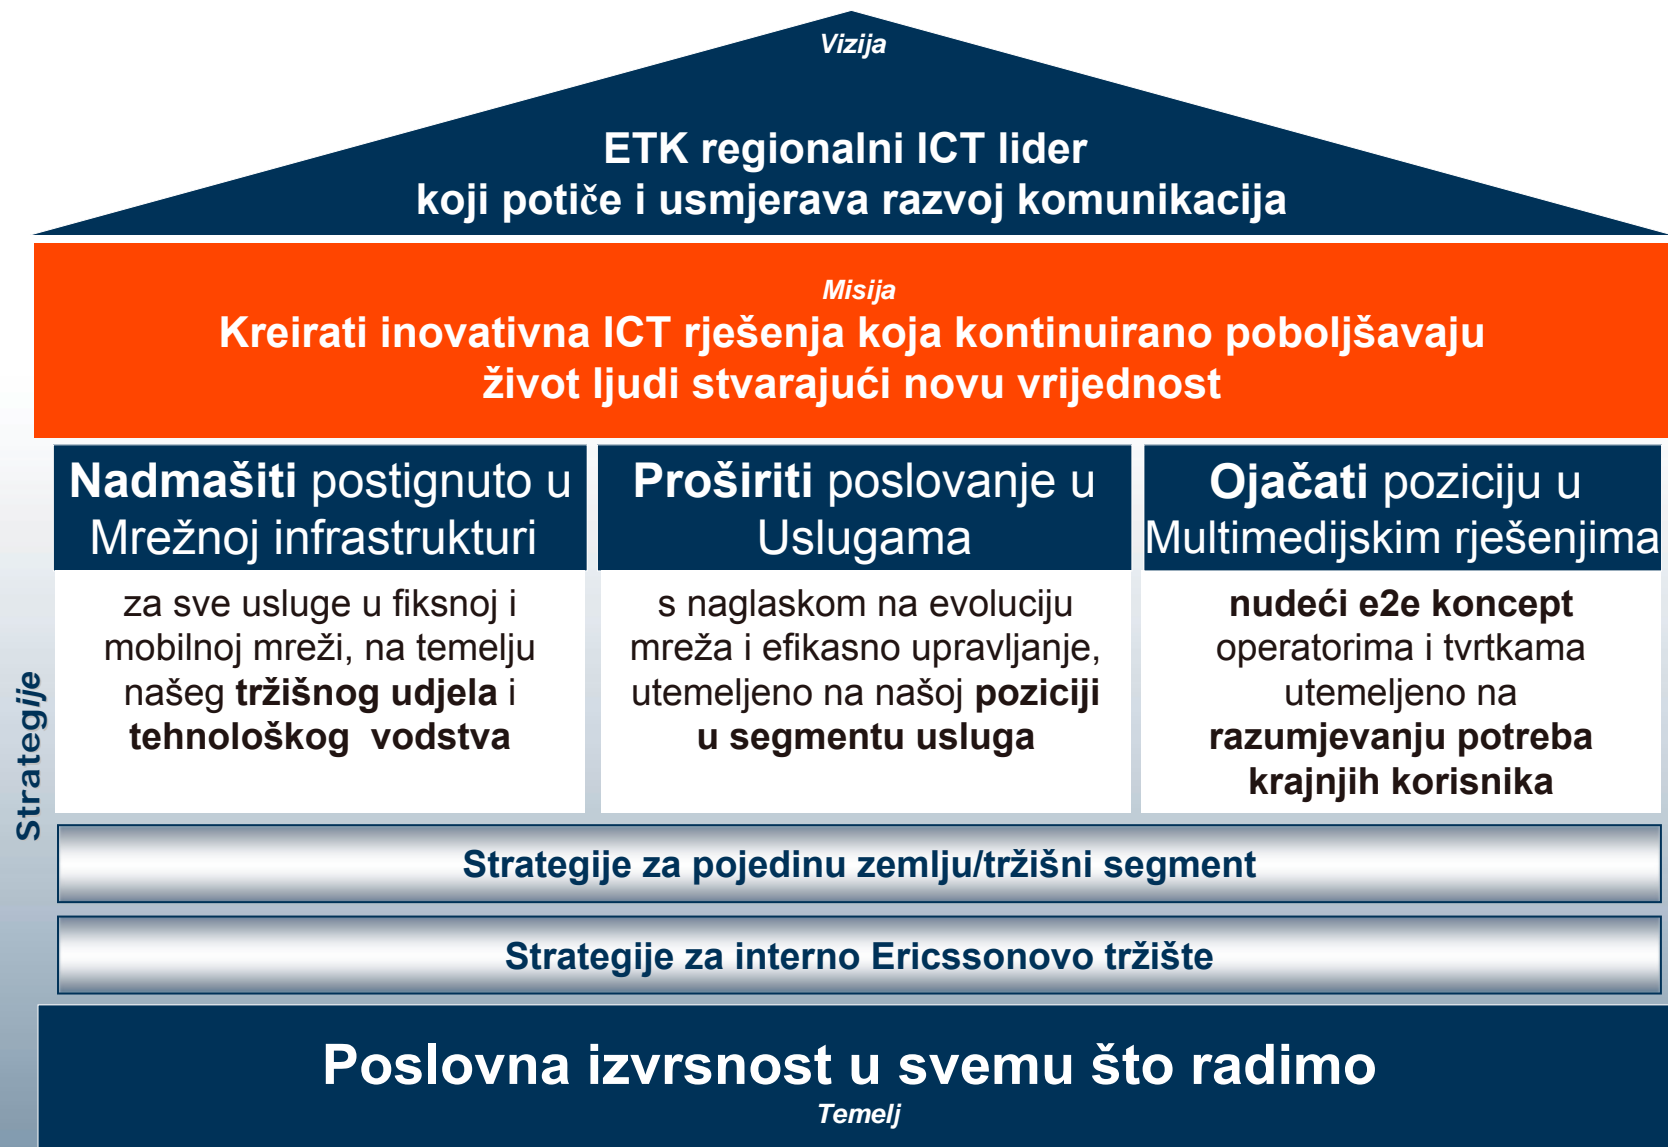 Vizija
ETK regionalni ICT lider
koji potiče i usmjerava razvoj komunikacija
Misija
Kreirati inovativna ICT rješenja koja kontinuirano poboljšavaju
život ljudi stvarajući novu vrijednost
Strategije
Nadmašiti postignuto u
Mrežnoj infrastrukturi
za sve usluge u fiksnoj i
mobilnoj mreži, na temelju
našeg tržišnog udjela i
tehnološkog vodstva
Proširiti poslovanje u
Uslugama
s naglaskom na evoluciju
mreža i efikasno upravljanje,
utemeljeno na našoj poziciji
u segmentu usluga
Ojačati poziciju u
Multimedijskim rješenjima
nudeći e2e koncept
operatorima i tvrtkama
utemeljeno na
razumjevanju potreba
krajnjih korisnika
Strategije za pojedinu zemlju/tržišni segment
Strategije za interno Ericssonovo tržište
Poslovna izvrsnost u svemu što radimo
Temelj